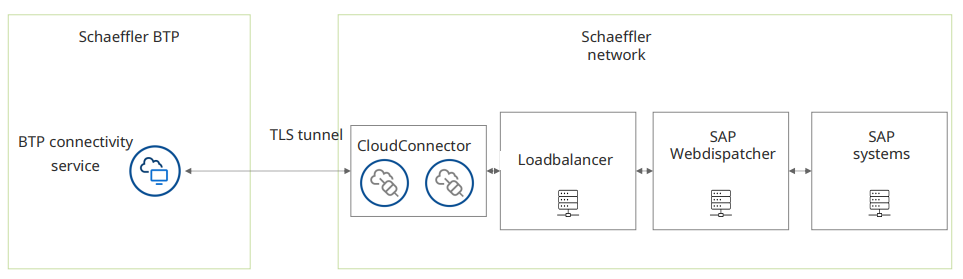 Schaeffler BTP
Schaeffler
network
BTP connectivity
service
TLS tunnel
CloudConnector
Loadbalancer
SAP
Webdispatcher
SAP
systems